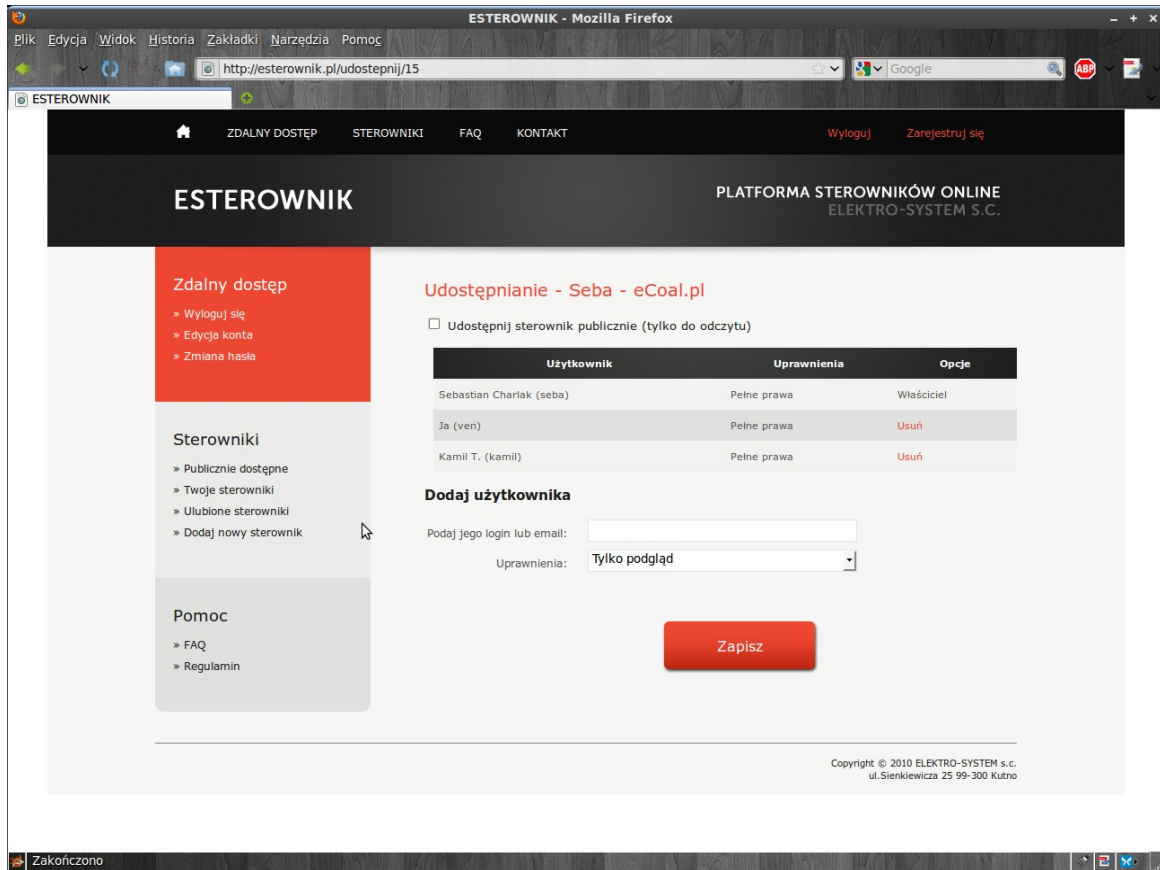 ESTEROWNIK - Mozilla Firefox
Plik Edycja Widok Historia Zakładki Narzędzia Pomoc
http://esterownik.pl/udostepnij/15 Google ABP
ESTEROWNIK
ZDALNY DOSTĘP STEROWNIKI FAQ KONTAKT Wyloguj Zarejestruj się
ESTEROWNIK
PLATFORMA STEROWNIKÓW ONLINE
ELEKTRO-SYSTEM S.C.
Zdalny dostęp
» Wyloguj się
» Edycja konta
» Zmiana hasła
Sterowniki
» Publicznie dostępne
» Twoje sterowniki
» Ulubione sterowniki
» Dodaj nowy sterownik
Pomoc
» FAQ
» Regulamin
Udostępnianie - Seba - eCoal.pl
Udostępnij sterownik publicznie (tylko do odczytu)
Użytkownik Uprawnienia Opcje
Sebastian Charlak (seba) Pełne prawa Właściciel
Ja (ven) Pełne prawa Usuń
Kamil T. (kamil) Pełne prawa Usuń
Dodaj użytkownika
Podaj jego login lub email:
Uprawnienia: Tylko podgląd
Zapisz
Copyright © 2010 ELEKTRO-SYSTEM s.c.
ul.Sienkiewicza 25 99-300 Kutno
Zakończono